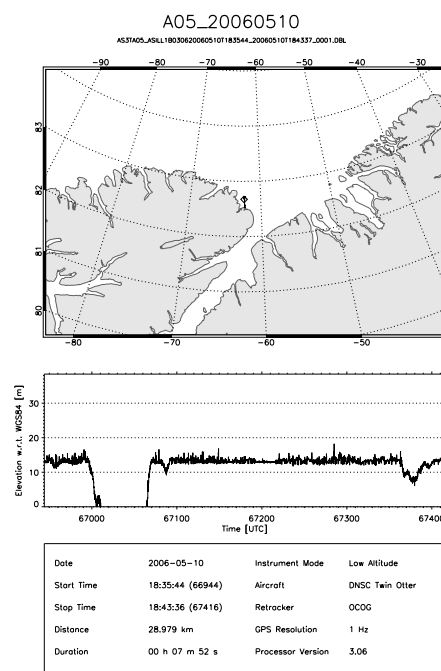 A05_20060510
AS3TA05_ASILL1B030620060510T183544_20060510T184337_0001.DBL
-90 -80 -70 -60 -50 -40 -30
83
82
81
80
-80 -70 -60 -50
Elevation w.r.t. WGS84 [m]
30
20
10
0
67000 67100 67200 67300 67400
Time [UTC]
Date 2006-05-10 Instrument Mode Low Altitude
Start Time 18:35:44 (66944) Aircraft DNSC Twin Otter
Stop Time 18:43:36 (67416) Retracker OCOG
Distance 28.979 km GPS Resolution 1 Hz
Duration 00 h 07 m 52 s Processor Version 3.06